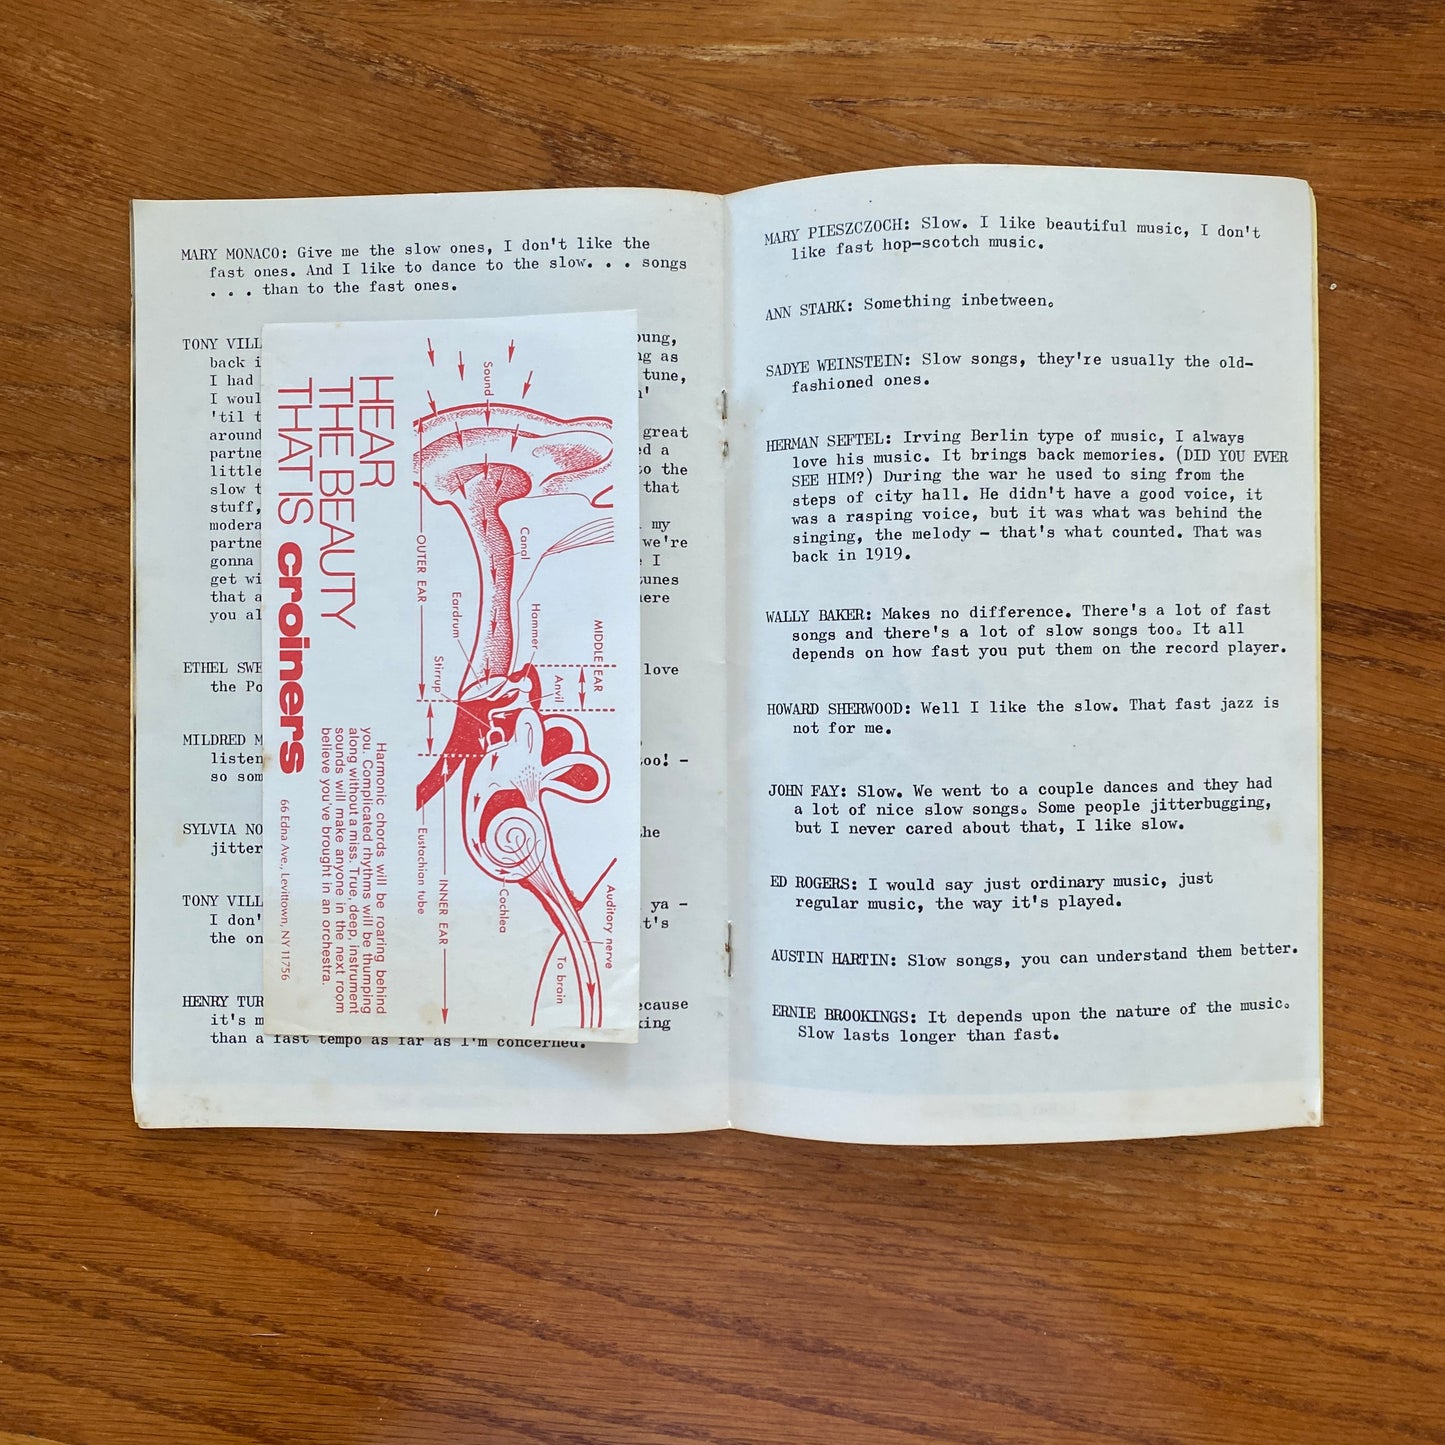 MARY MONACO: Give me the slow ones, I don't like the
fast ones. And I like to dance to the slow. . . songs
. . . than to the fast ones.
TONY VILL
oung,
back i
ng as
I had
tune,
I woul
n'
'til t
around
great
partne
ed a
little
to the
slow t
that
stuff,
modera
my
partne
we're
gonna
I
get wi
tunes
that a
here
you al
ETHEL SWE
love
the Po
MILDRED M
listen
too! -
so som
SYLVIA NO
the
jitter
TONY VILL
ya -
I don'
t's
the on
HENRY TUR
ecause
it's m
king
than a fast tempo as far as I'm concerned.
HEAR
THE BEAUTY
THAT IS croiners
Harmonic chords will be roaring behind
you. Complicated rhythms will be thumping
along without a miss. True, deep, instrument
sounds will make anyone in the next room
believe you've brought in an orchestra.
66 Edna Ave., Levittown, NY 11756
Sound
Canal
OUTER EAR
Eardrum
Hammer
MIDDLE EAR
Stirrup
Anvil
Eustachian tube
INNER EAR
Cochlea
Auditory nerve
To brain
MARY PIESZCZOCH: Slow. I like beautiful music, I don't
like fast hop-scotch music.
ANN STARK: Something inbetween.
SADYE WEINSTEIN: Slow songs, they're usually the old-
fashioned ones.
HERMAN SEFTEL: Irving Berlin type of music, I always
love his music. It brings back memories. (DID YOU EVER
SEE HIM?) During the war he used to sing from the
steps of city hall. He didn't have a good voice, it
was a rasping voice, but it was what was behind the
singing, the melody - that's what counted. That was
back in 1919.
WALLY BAKER: Makes no difference. There's a lot of fast
songs and there's a lot of slow songs too. It all
depends on how fast you put them on the record player.
HOWARD SHERWOOD: Well I like the slow. That fast jazz is
not for me.
JOHN FAY: Slow. We went to a couple dances and they had
a lot of nice slow songs. Some people jitterbugging,
but I never cared about that, I like slow.
ED ROGERS: I would say just ordinary music, just
regular music, the way it's played.
AUSTIN HARTIN: Slow songs, you can understand them better.
ERNIE BROOKINGS: It depends upon the nature of the music.
Slow lasts longer than fast.